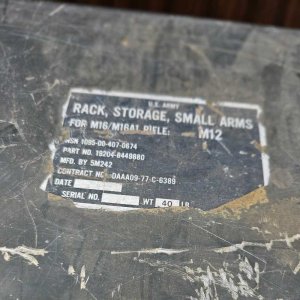 U.S. ARMY
RACK, STORAGE, SMALL ARMS
FOR M16/M16A1 RIFLE: M12
NSN 1095-00-407-0674
PART NO. 19204-8449880
MFD. BY 5M242
CONTRACT NO. DAAA09-77-C-6389
DATE
SERIAL NO. WT 40 LB